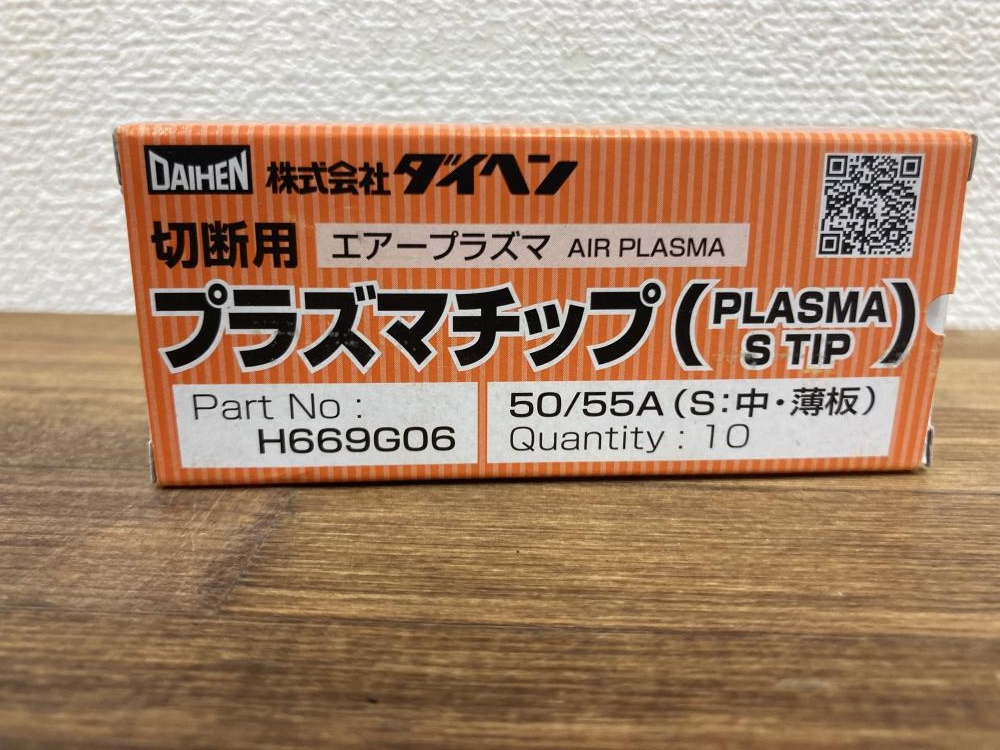 DAIHEN 株式会社ダイヘン
切断用 エアープラズマ AIR PLASMA
プラズマチップ(PLASMA S TIP)
Part No :
H669G06
50/55A(S:中・薄板)
Quantity : 10